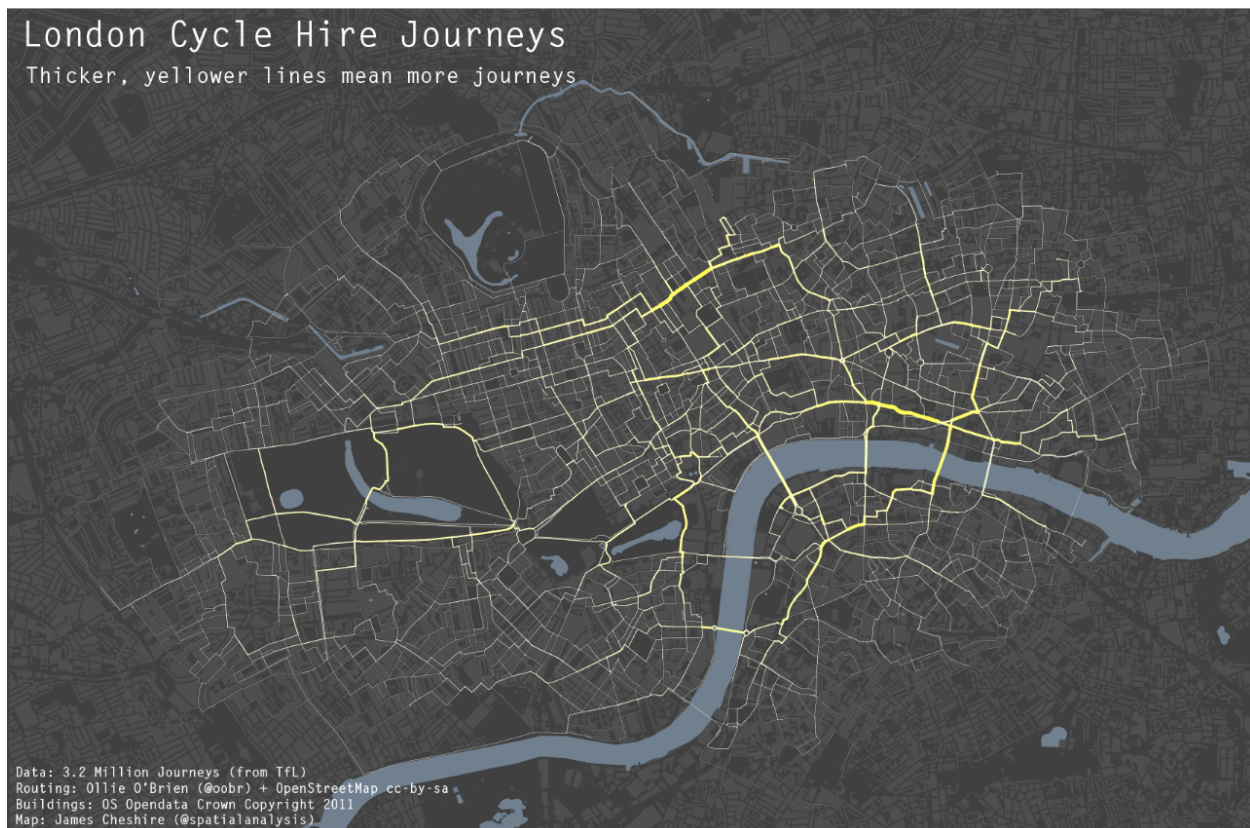 London Cycle Hire Journeys
Thicker, yellower lines mean more journeys
Data: 3.2 Million Journeys (from TfL)
Routing: Ollie O'Brien (@oobr) + OpenStreetMap cc-by-sa
Buildings: OS Opendata Crown Copyright 2011
Map: James Cheshire (@spatialanalysis)